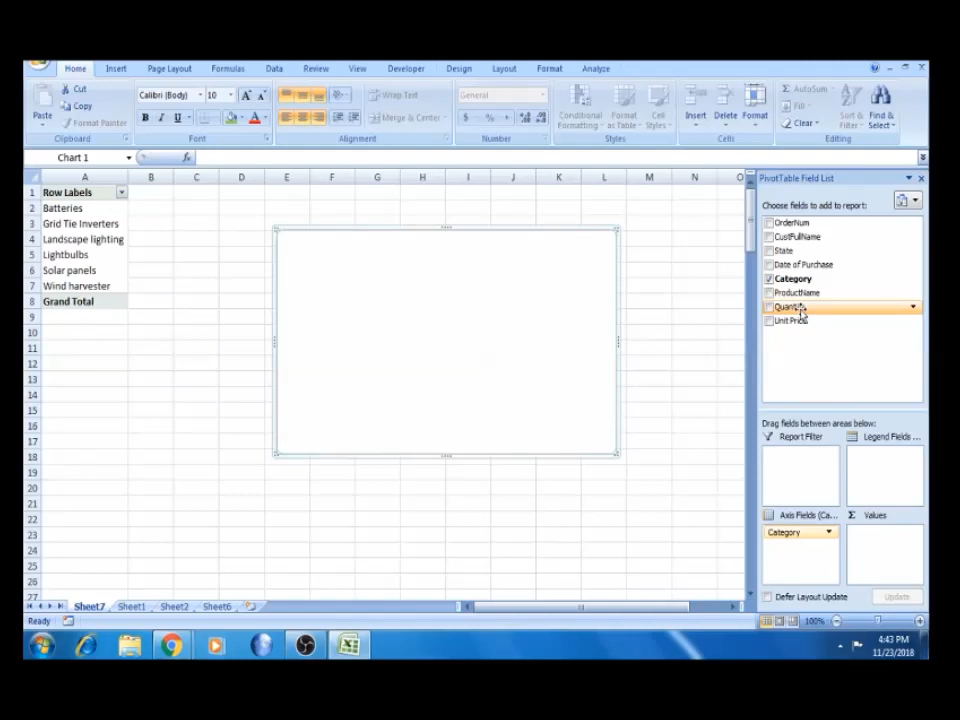 Home Insert Page Layout Formulas Data Review View Developer Design Layout Format Analyze
Cut
Copy
Format Painter
Paste
Calibri (Body) 10 A A
B I U A
Wrap Text
Merge & Center
General
$ % ,
Conditional Formatting
Format as Table
Cell Styles
Insert Delete Format
Σ AutoSum
Fill
Clear
Sort & Filter
Find & Select
Clipboard Font Alignment Number Styles Cells Editing
Chart 1 fx
A B C D E F G H I J K L M N O
1 Row Labels
2 Batteries
3 Grid Tie Inverters
4 Landscape lighting
5 Lightbulbs
6 Solar panels
7 Wind harvester
8 Grand Total
9
10
11
12
13
14
15
16
17
18
19
20
21
22
23
24
25
26
27
PivotTable Field List
Choose fields to add to report:
OrderNum
CustFullName
State
Date of Purchase
Category
ProductName
Quantity
Unit Price
Drag fields between areas below:
Report Filter Legend Fields ...
Axis Fields (Ca... Σ Values
Category
Defer Layout Update Update
Sheet7 Sheet1 Sheet2 Sheet6
Ready 100%
4:43 PM
11/23/2018